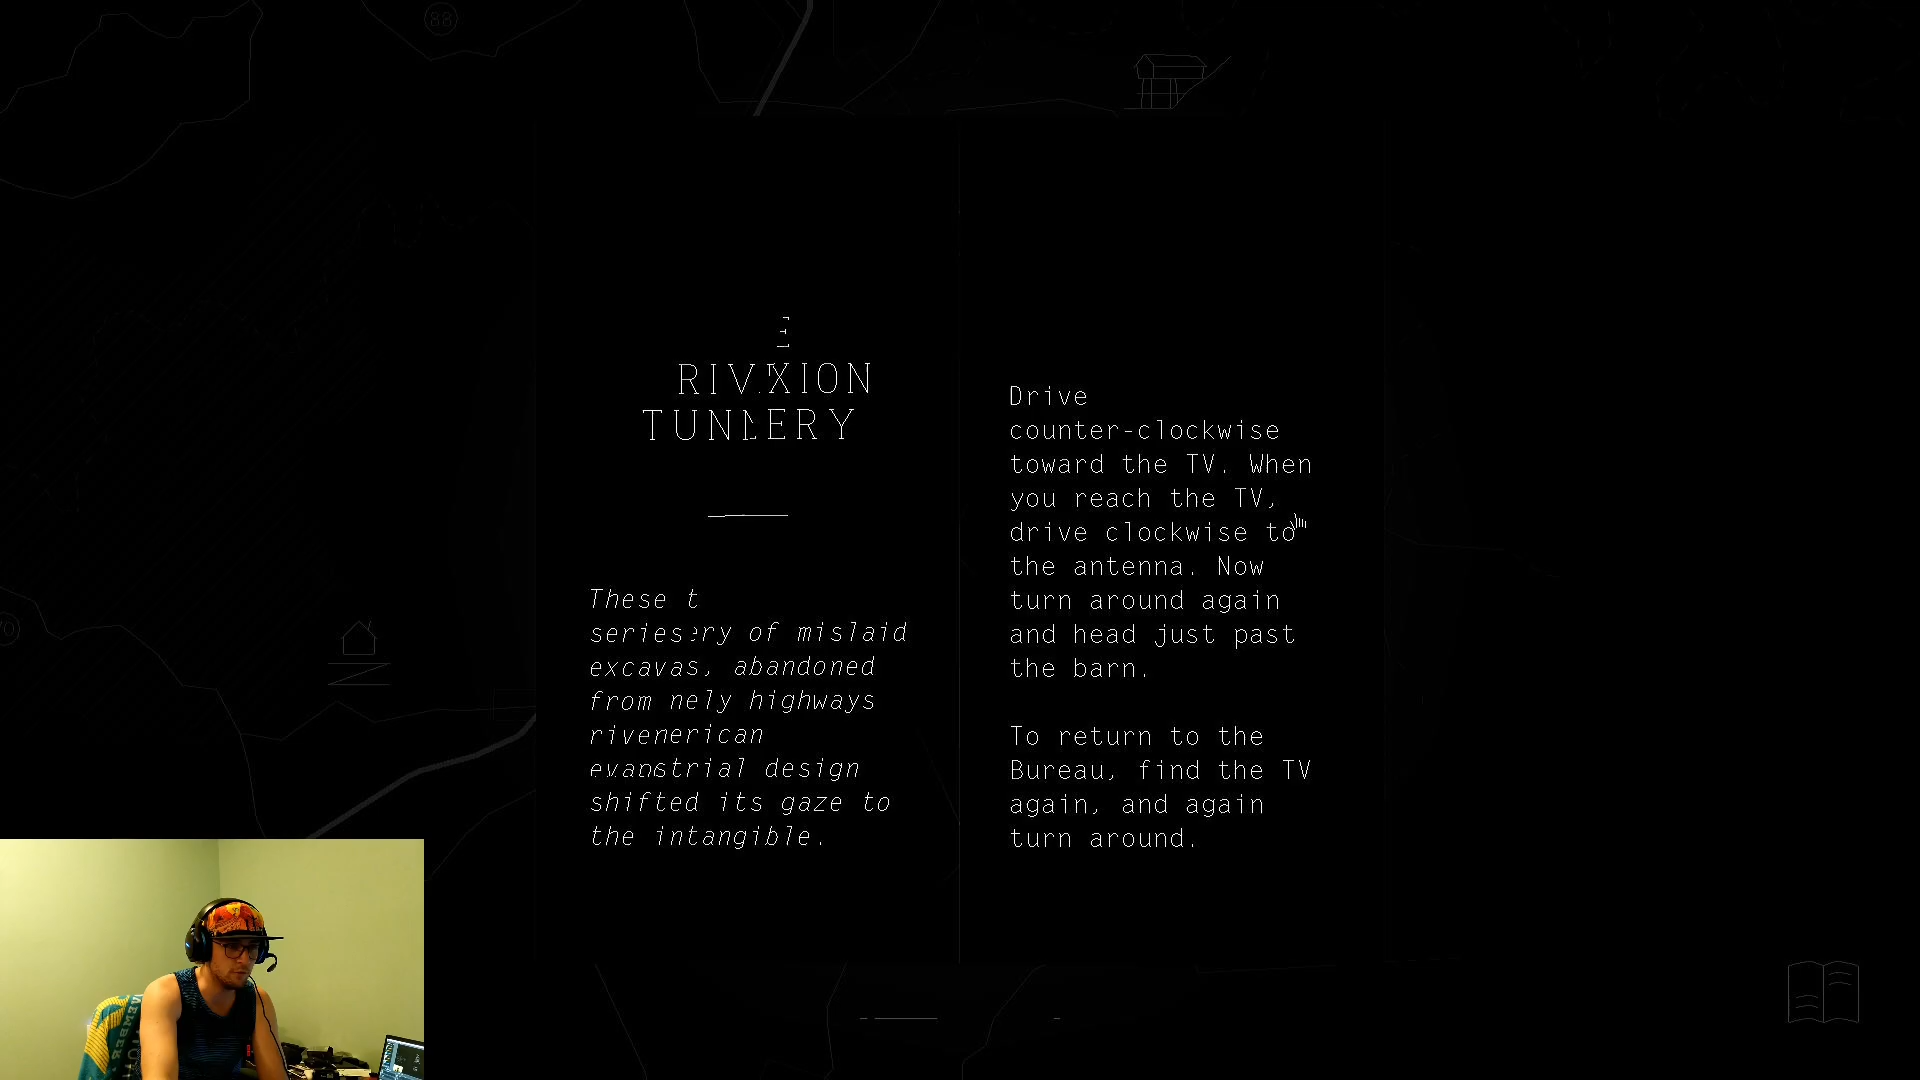 88
RIV XION
TUN ERY
These t
series ry of mislaid
excavas, abandoned
from nely highways
rivenerican
evanstrial design
shifted its gaze to
the intangible.
Drive
counter-clockwise
toward the TV. When
you reach the TV,
drive clockwise to
the antenna. Now
turn around again
and head just past
the barn.
To return to the
Bureau, find the TV
again, and again
turn around.